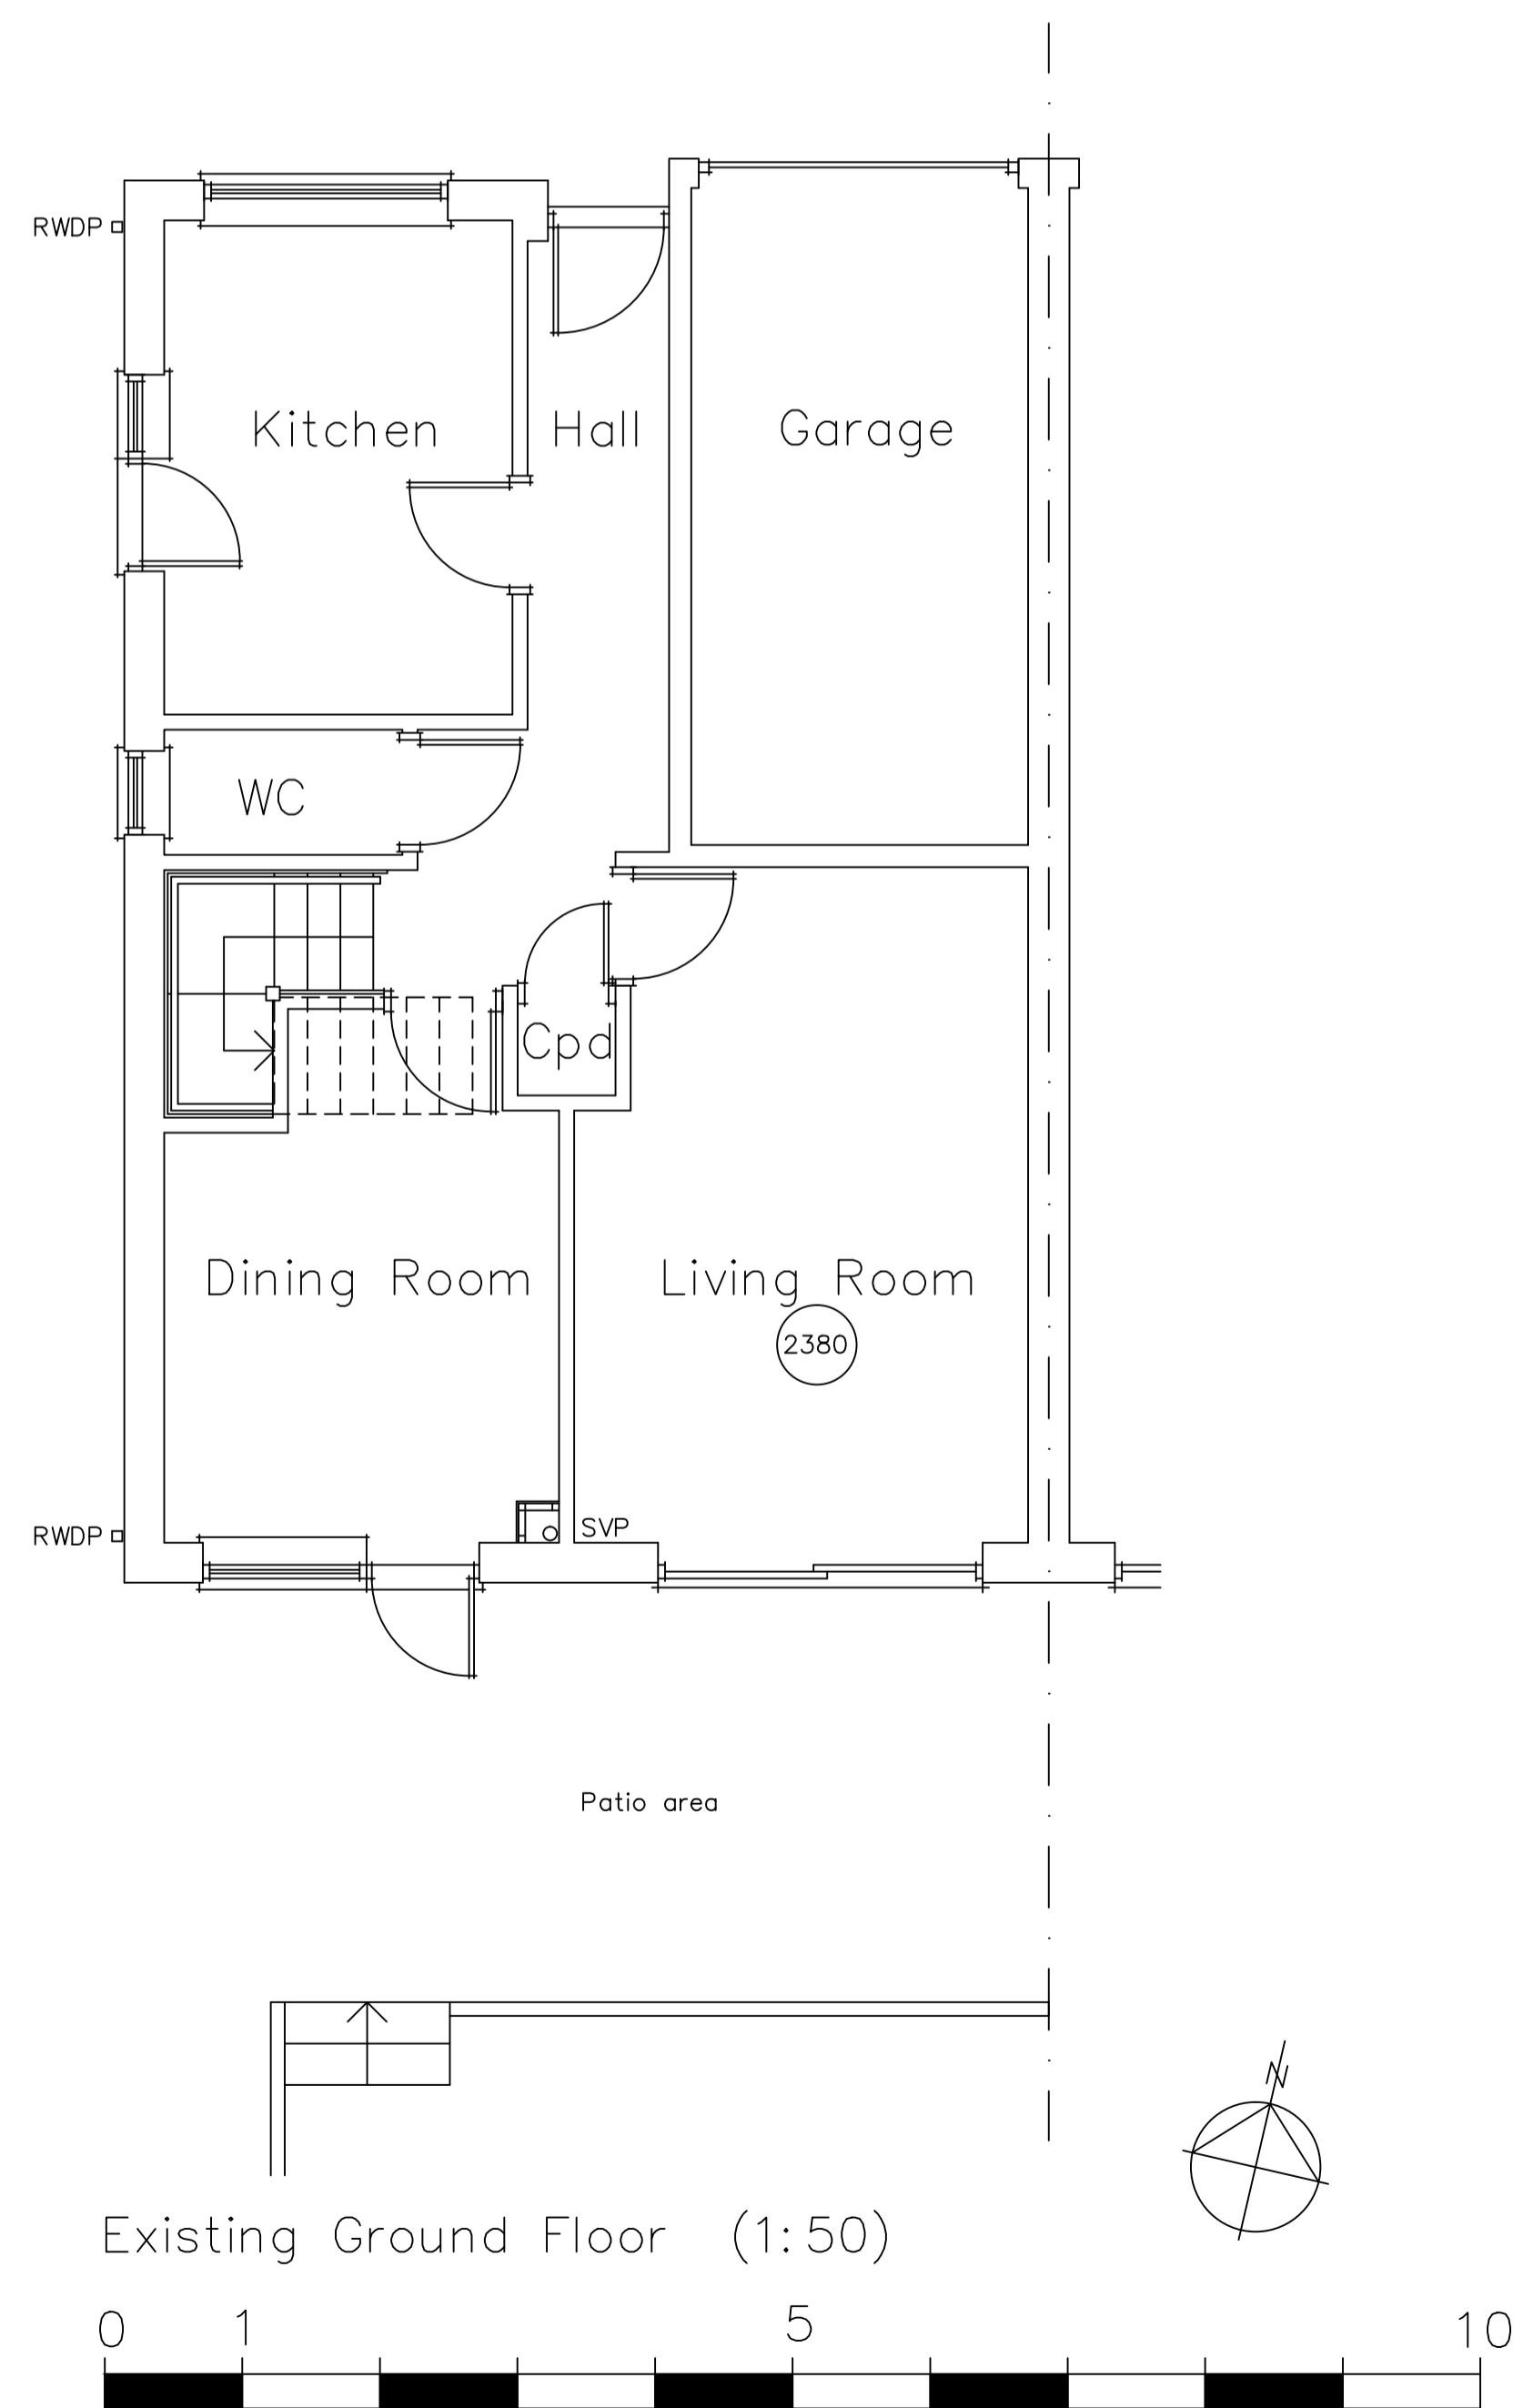 RWDP
Kitchen
Hall
Garage
WC
Cpd
Dining Room
Living Room
2380
RWDP
SVP
Patio area
N
Existing Ground Floor (1:50)
0 1 5 10